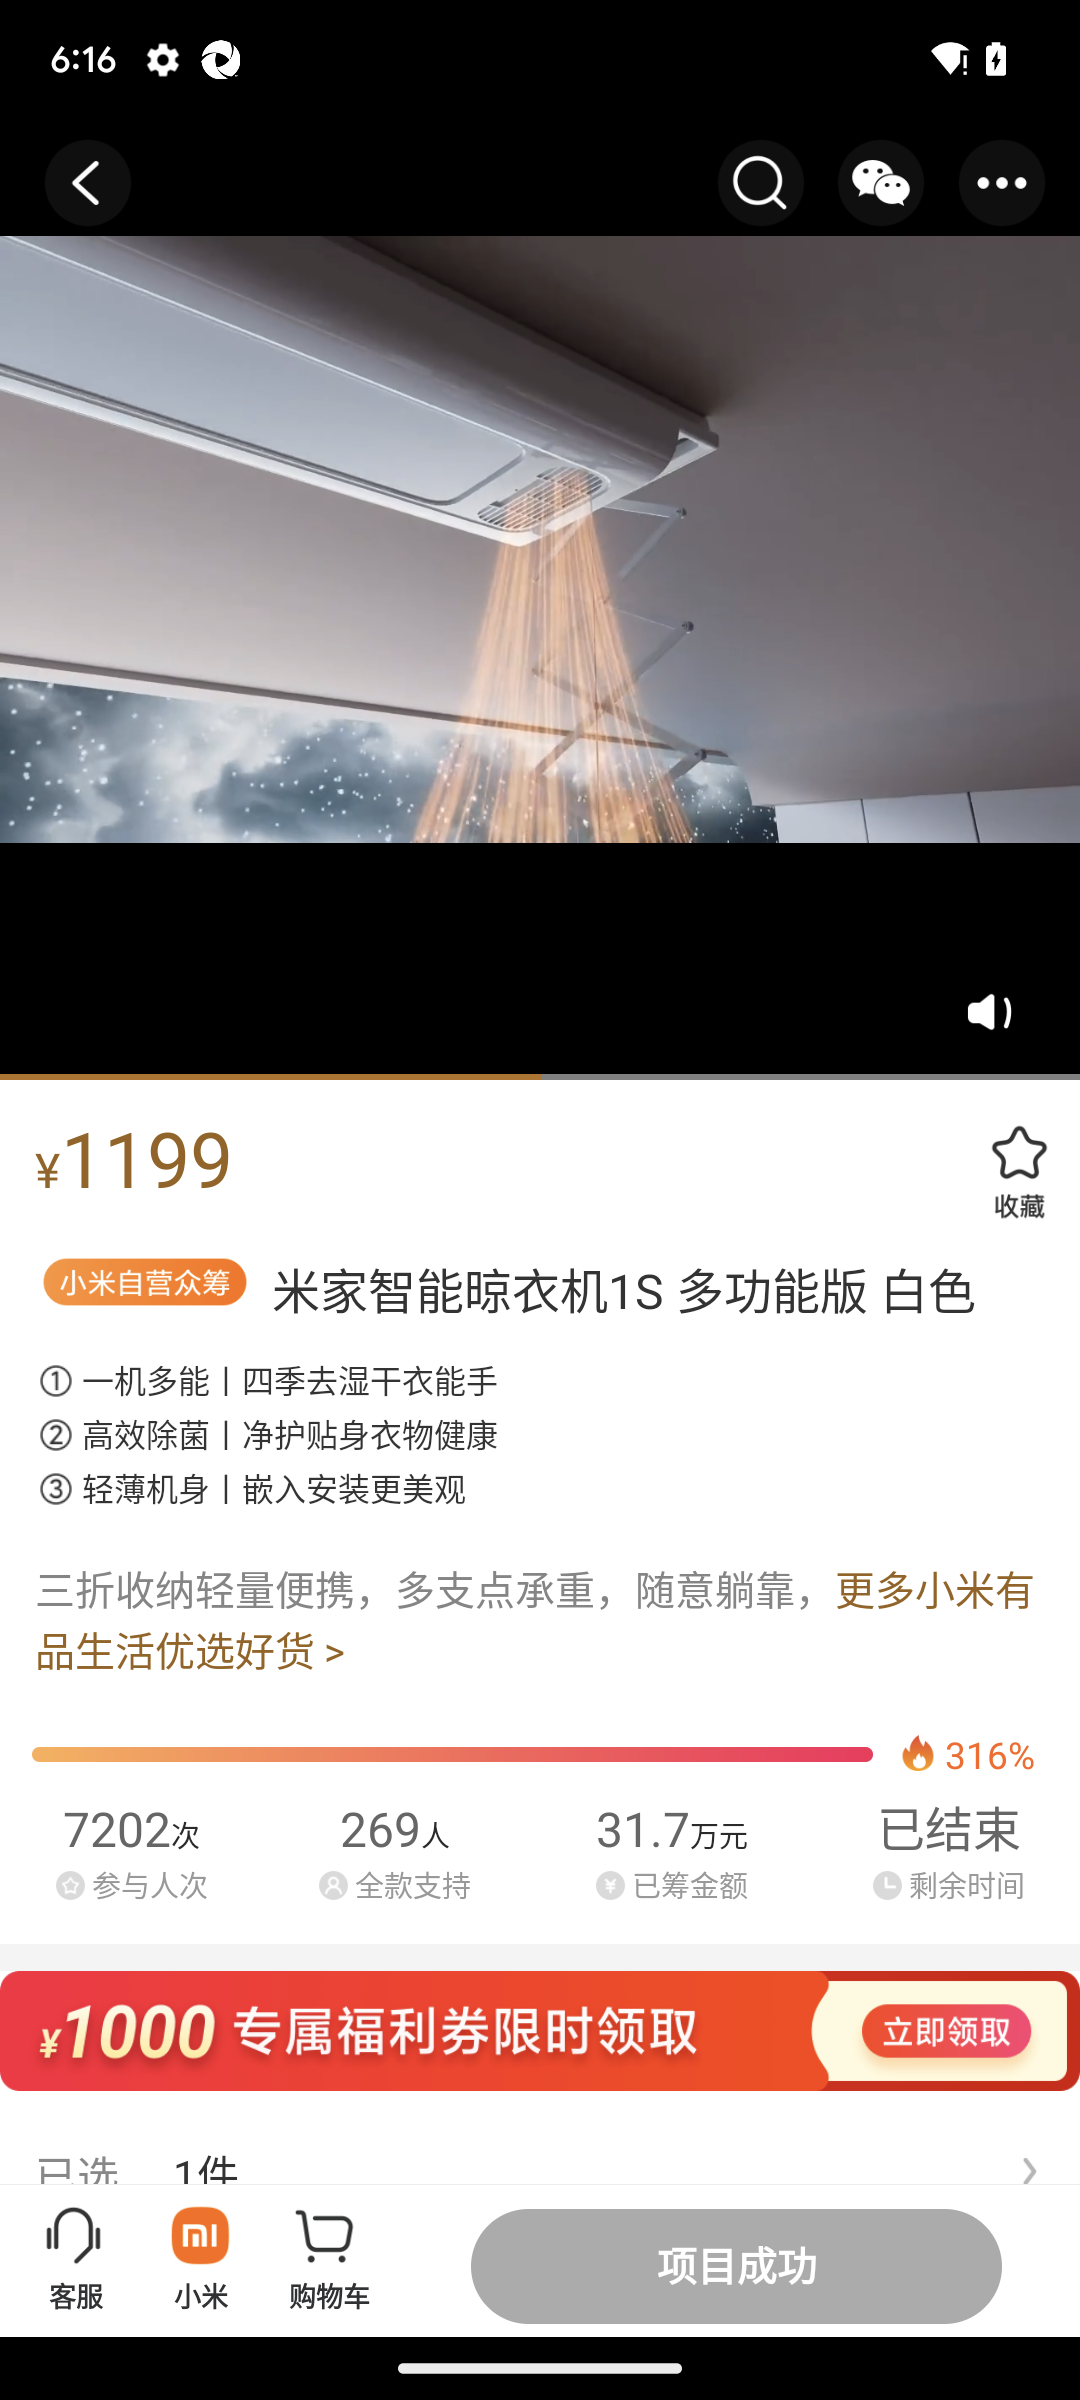 6:16
¥1199
收藏
小米自营众筹 米家智能晾衣机1S 多功能版 白色
① 一机多能丨四季去湿干衣能手
② 高效除菌丨净护贴身衣物健康
③ 轻薄机身丨嵌入安装更美观
三折收纳轻量便携，多支点承重，随意躺靠，更多小米有
品生活优选好货 >
316%
7202次 269人 31.7万元 已结束
参与人次 全款支持 已筹金额 剩余时间
¥1000 专属福利券限时领取 立即领取
已选 1件
客服 小米 购物车 项目成功